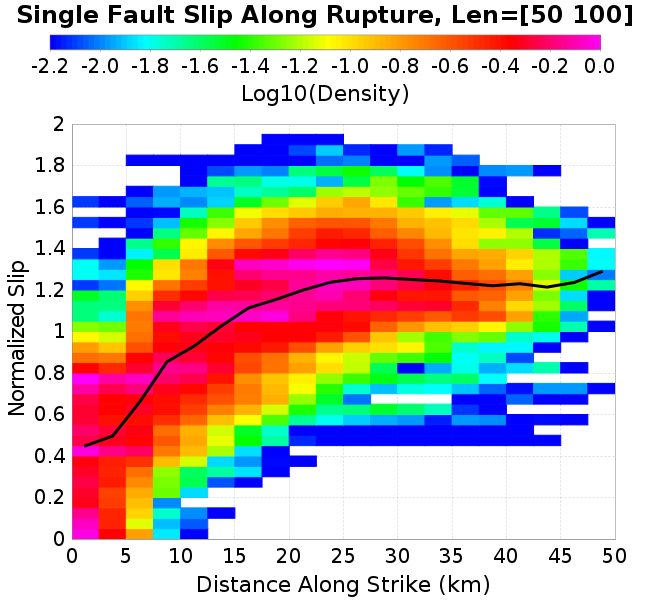 Single Fault Slip Along Rupture, Len=[50 100]
-2.2 -2.0 -1.8 -1.6 -1.4 -1.2 -1.0 -0.8 -0.6 -0.4 -0.2 0.0
Log10(Density)
2
1.8
1.6
1.4
1.2
1
0.8
0.6
0.4
0.2
0
Normalized Slip
0 5 10 15 20 25 30 35 40 45 50
Distance Along Strike (km)